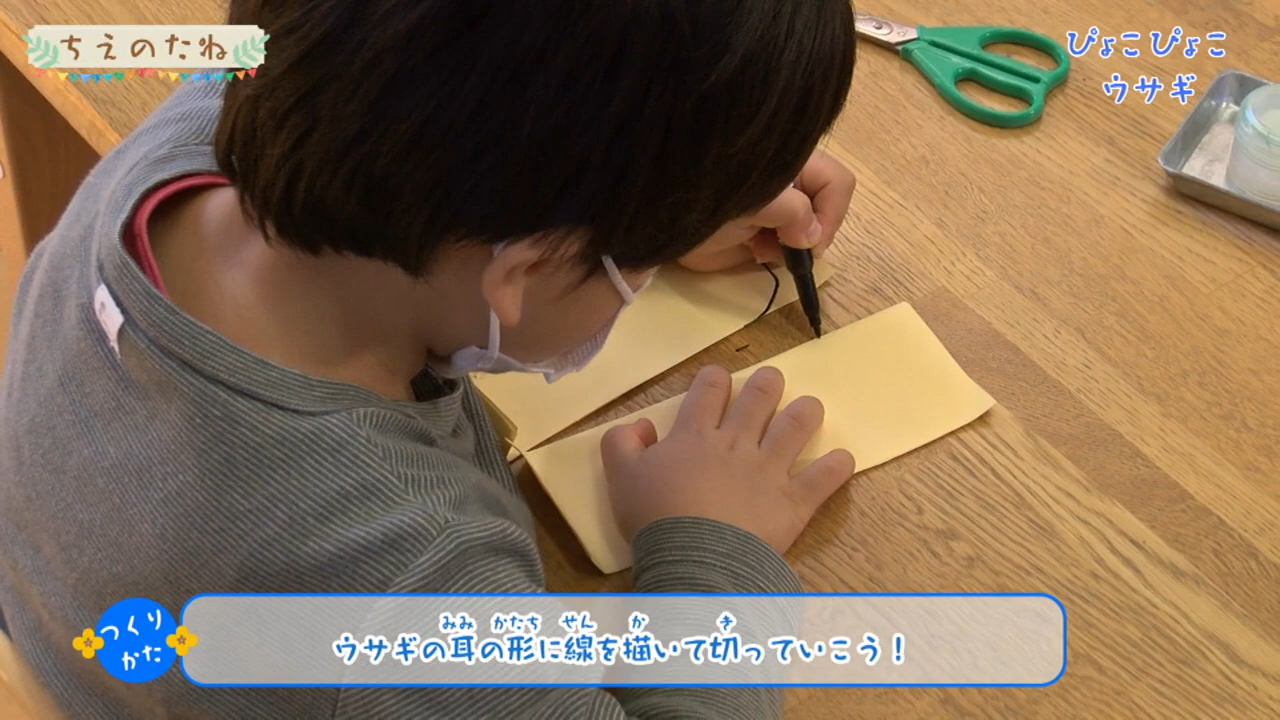 ちえのたね
ぴょこぴょこ
ウサギ
つくり
かた
みみ かたち せん か き
ウサギの耳の形に線を描いて切っていこう！